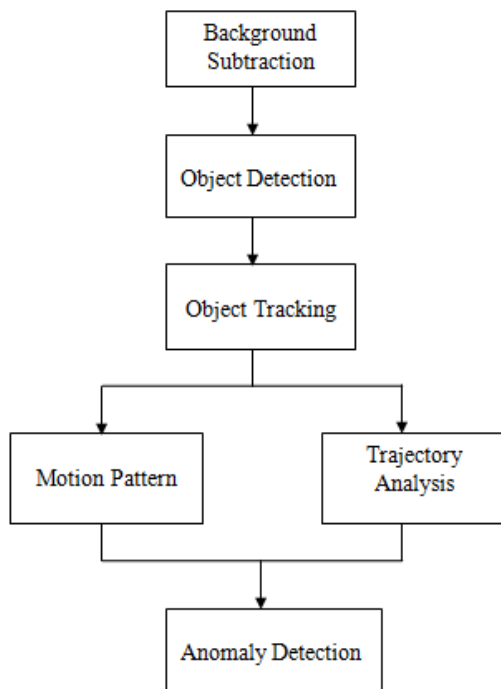 Background
Subtraction
Object Detection
Object Tracking
Motion Pattern
Trajectory
Analysis
Anomaly Detection